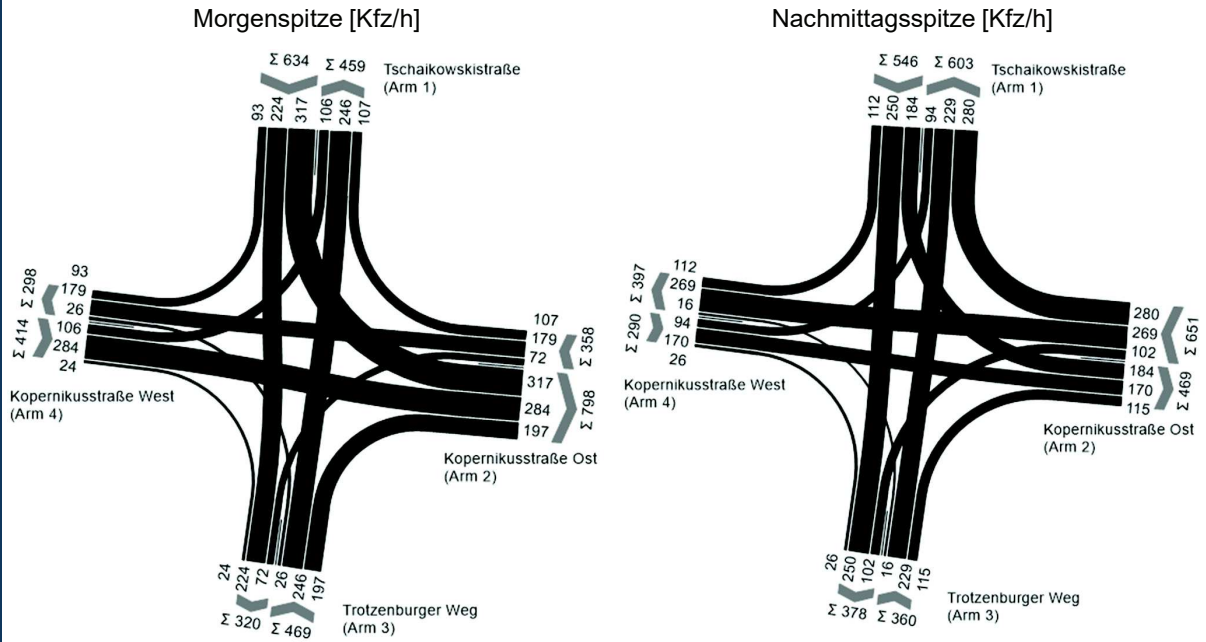 Morgenspitze [Kfz/h]
Σ 634
Σ 459
Tschaikowskistraße
(Arm 1)
93
224
317
106
246
107
Σ 298
93
179
26
Σ 414
106
284
24
Kopernikusstraße West
(Arm 4)
107
179
72
Σ 358
317
284
197
Σ 798
Kopernikusstraße Ost
(Arm 2)
24
224
72
26
246
197
Σ 320
Σ 469
Trotzenburger Weg
(Arm 3)
Nachmittagsspitze [Kfz/h]
Σ 546
Σ 603
Tschaikowskistraße
(Arm 1)
112
250
184
94
229
280
Σ 397
112
269
16
Σ 290
94
170
26
Kopernikusstraße West
(Arm 4)
280
269
102
Σ 651
184
170
115
Σ 469
Kopernikusstraße Ost
(Arm 2)
26
250
102
16
229
115
Σ 378
Σ 360
Trotzenburger Weg
(Arm 3)